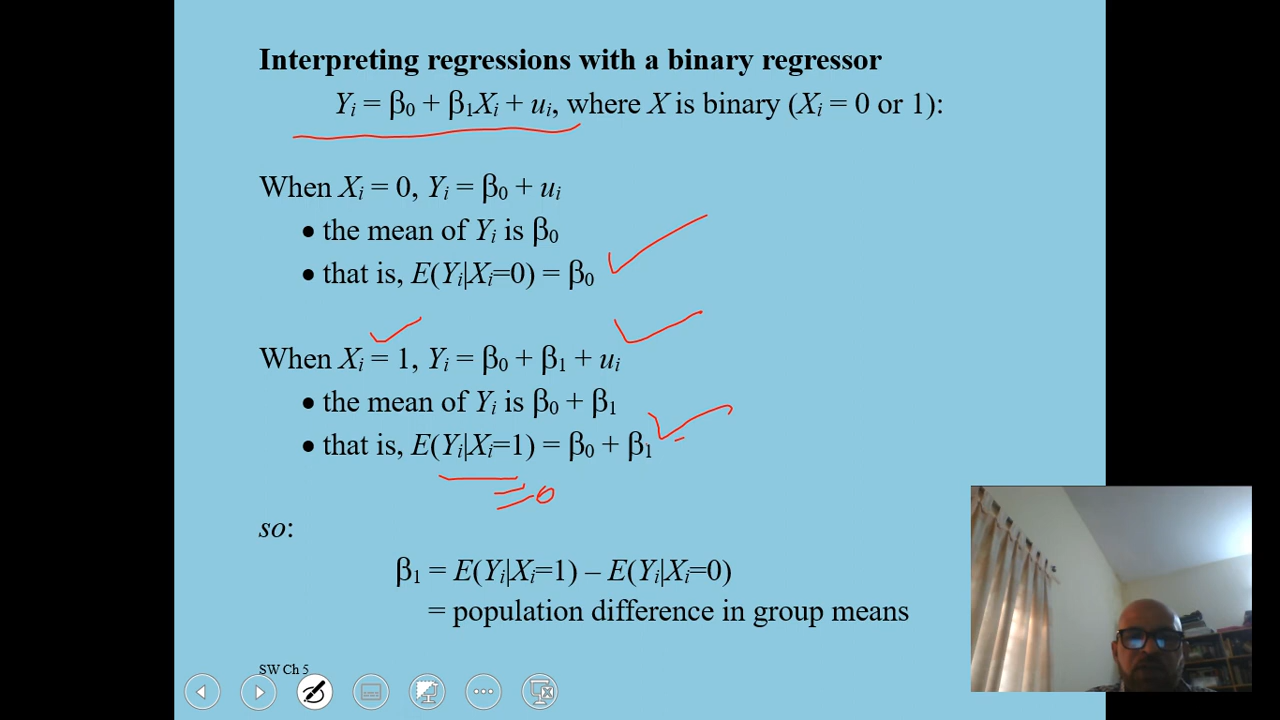 Interpreting regressions with a binary regressor
Yᵢ = β₀ + β₁Xᵢ + uᵢ, where X is binary (Xᵢ = 0 or 1):
When Xᵢ = 0, Yᵢ = β₀ + uᵢ
• the mean of Yᵢ is β₀
• that is, E(Yᵢ|Xᵢ=0) = β₀
When Xᵢ = 1, Yᵢ = β₀ + β₁ + uᵢ
• the mean of Yᵢ is β₀ + β₁
• that is, E(Yᵢ|Xᵢ=1) = β₀ + β₁
= 0
so:
β₁ = E(Yᵢ|Xᵢ=1) – E(Yᵢ|Xᵢ=0)
= population difference in group means
SW Ch 5